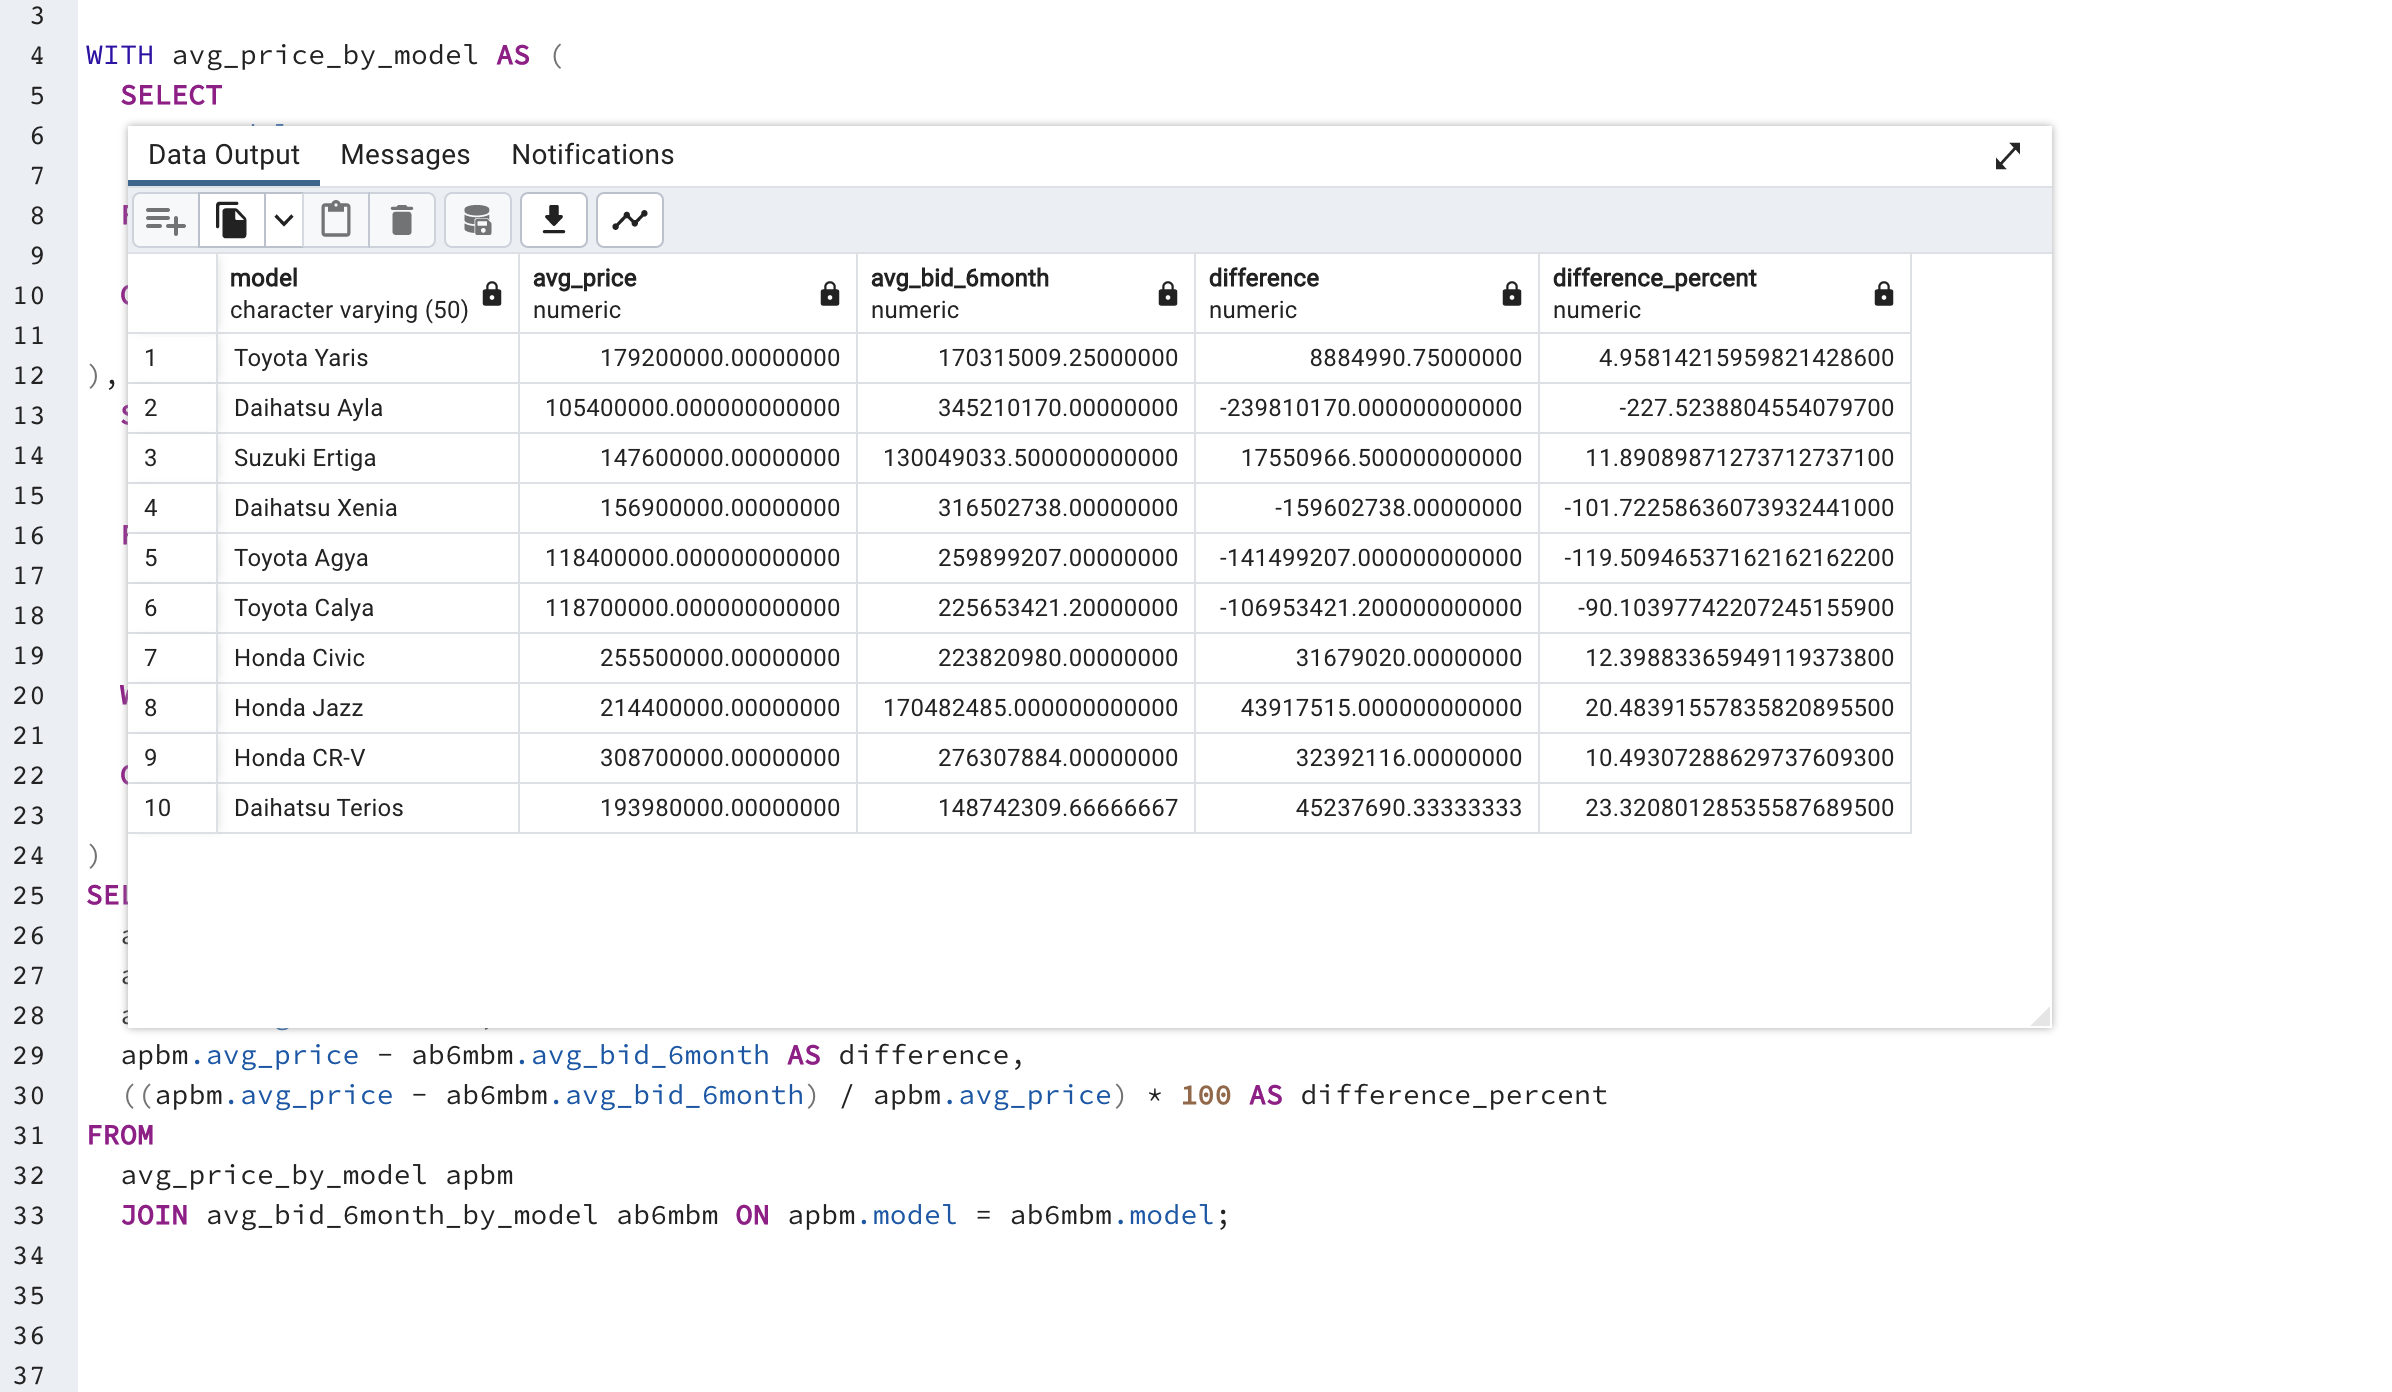 3
4 WITH avg_price_by_model AS (
5 SELECT
6
7
8
9
10
11
12 ),
13
14
15
16
17
18
19
20
21
22
23
24 )
25 SEL
26
27
28
Data Output Messages Notifications
model avg_price avg_bid_6month difference difference_percent
character varying (50) numeric numeric numeric numeric
1 Toyota Yaris 179200000.00000000 170315009.25000000 8884990.75000000 4.95814215959821428600
2 Daihatsu Ayla 105400000.000000000000 345210170.00000000 -239810170.000000000000 -227.5238804554079700
3 Suzuki Ertiga 147600000.00000000 130049033.500000000000 17550966.500000000000 11.89089871273712737100
4 Daihatsu Xenia 156900000.00000000 316502738.00000000 -159602738.00000000 -101.72258636073932441000
5 Toyota Agya 118400000.000000000000 259899207.00000000 -141499207.000000000000 -119.50946537162162162200
6 Toyota Calya 118700000.000000000000 225653421.20000000 -106953421.200000000000 -90.10397742207245155900
7 Honda Civic 255500000.00000000 223820980.00000000 31679020.00000000 12.39883365949119373800
8 Honda Jazz 214400000.00000000 170482485.000000000000 43917515.000000000000 20.48391557835820895500
9 Honda CR-V 308700000.00000000 276307884.00000000 32392116.00000000 10.49307288629737609300
10 Daihatsu Terios 193980000.00000000 148742309.66666667 45237690.33333333 23.32080128535587689500
29 apbm.avg_price - ab6mbm.avg_bid_6month AS difference,
30 ((apbm.avg_price - ab6mbm.avg_bid_6month) / apbm.avg_price) * 100 AS difference_percent
31 FROM
32 avg_price_by_model apbm
33 JOIN avg_bid_6month_by_model ab6mbm ON apbm.model = ab6mbm.model;
34
35
36
37